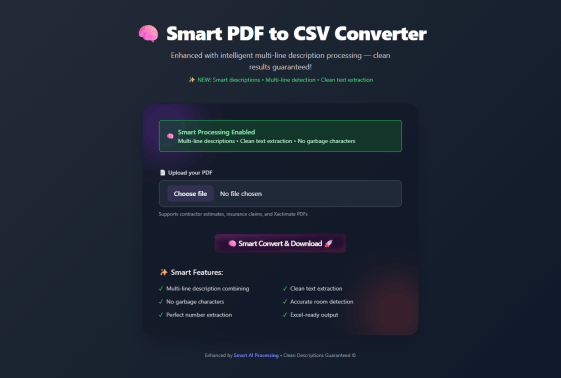 🧠 Smart PDF to CSV Converter
Enhanced with intelligent multi-line description processing — clean
results guaranteed!
✨ NEW: Smart descriptions • Multi-line detection • Clean text extraction
🧠 Smart Processing Enabled
Multi-line descriptions • Clean text extraction • No garbage characters
📄 Upload your PDF
Choose file No file chosen
Supports contractor estimates, insurance claims, and Xactimate PDFs
🧠 Smart Convert & Download 🚀
✨ Smart Features:
✓ Multi-line description combining
✓ Clean text extraction
✓ No garbage characters
✓ Accurate room detection
✓ Perfect number extraction
✓ Excel-ready output
Enhanced by Smart AI Processing • Clean Descriptions Guaranteed ©